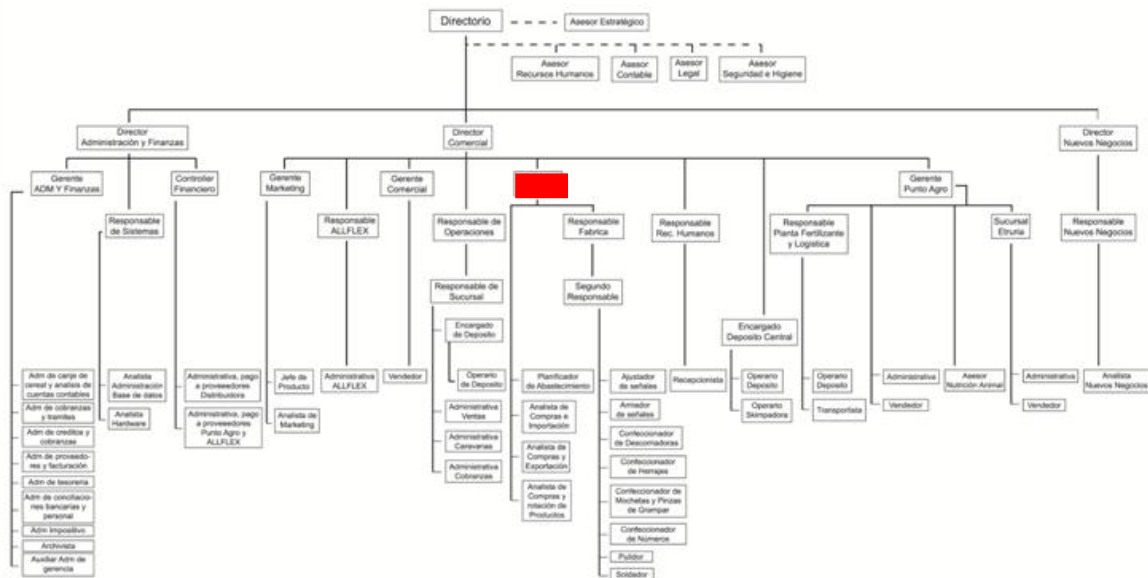 Directorio
Asesor Estratégico
Asesor
Recursos Humanos
Asesor
Contable
Asesor
Legal
Asesor
Seguridad e Higiene
Director
Administración y Finanzas
Director
Comercial
Director
Nuevos Negocios
Gerente
ADM Y Finanzas
Controller
Financiero
Gerente
Marketing
Gerente
Comercial
Gerente
Punto Agro
Responsable
de Sistemas
Responsable
ALLFLEX
Responsable de
Operaciones
Responsable
Fabrica
Responsable
Rec. Humanos
Responsable
Planta Fertilizante
y Logística
Sucursal
Etruria
Responsable
Nuevos Negocios
Responsable de
Sucursal
Segundo
Responsable
Encargado
de Deposito
Encargado
Deposito Central
Operario
de Deposito
Adm de canje de
cereal y analisis de
cuentas contables
Adm de cobranzas
y tramites
Adm de creditos y
cobranzas
Adm de proveedo-
res y facturación
Adm de tesoreria
Adm de conciliacio-
nes bancarias y
personal
Adm Impositivo
Archivista
Auxiliar Adm de
gerencia
Analista
Administración
Base de datos
Analista
Hardware
Administrativa, pago
a proveeedores
Distribuidora
Administrativa, pago
a proveedores Punto
Agro y
ALLFLEX
Jefe de
Producto
Analista de
Marketing
Administrativa
ALLFLEX
Vendedor
Administrativa
Ventas
Administrativa
Caravanas
Administrativa
Cobranzas
Planificador
de Abastecimiento
Analista de
Compras e
Importación
Analista de
Compras y
Exportación
Analista de
Compras y
rotación de
Productos
Ajustador
de señales
Armador
de señales
Confeccionador
de Descornadoras
Confeccionador
de Herrajes
Confeccionador de
Mochetas y Pinzas
de Grampar
Confeccionador
de Números
Pulidor
Soldador
Recepcionista
Operario
Deposito
Operario
Skimpadora
Operario
Deposito
Transportista
Administrativa
Vendedor
Asesor
Nutrición Animal
Administrativa
Vendedor
Analista
Nuevos Negocios